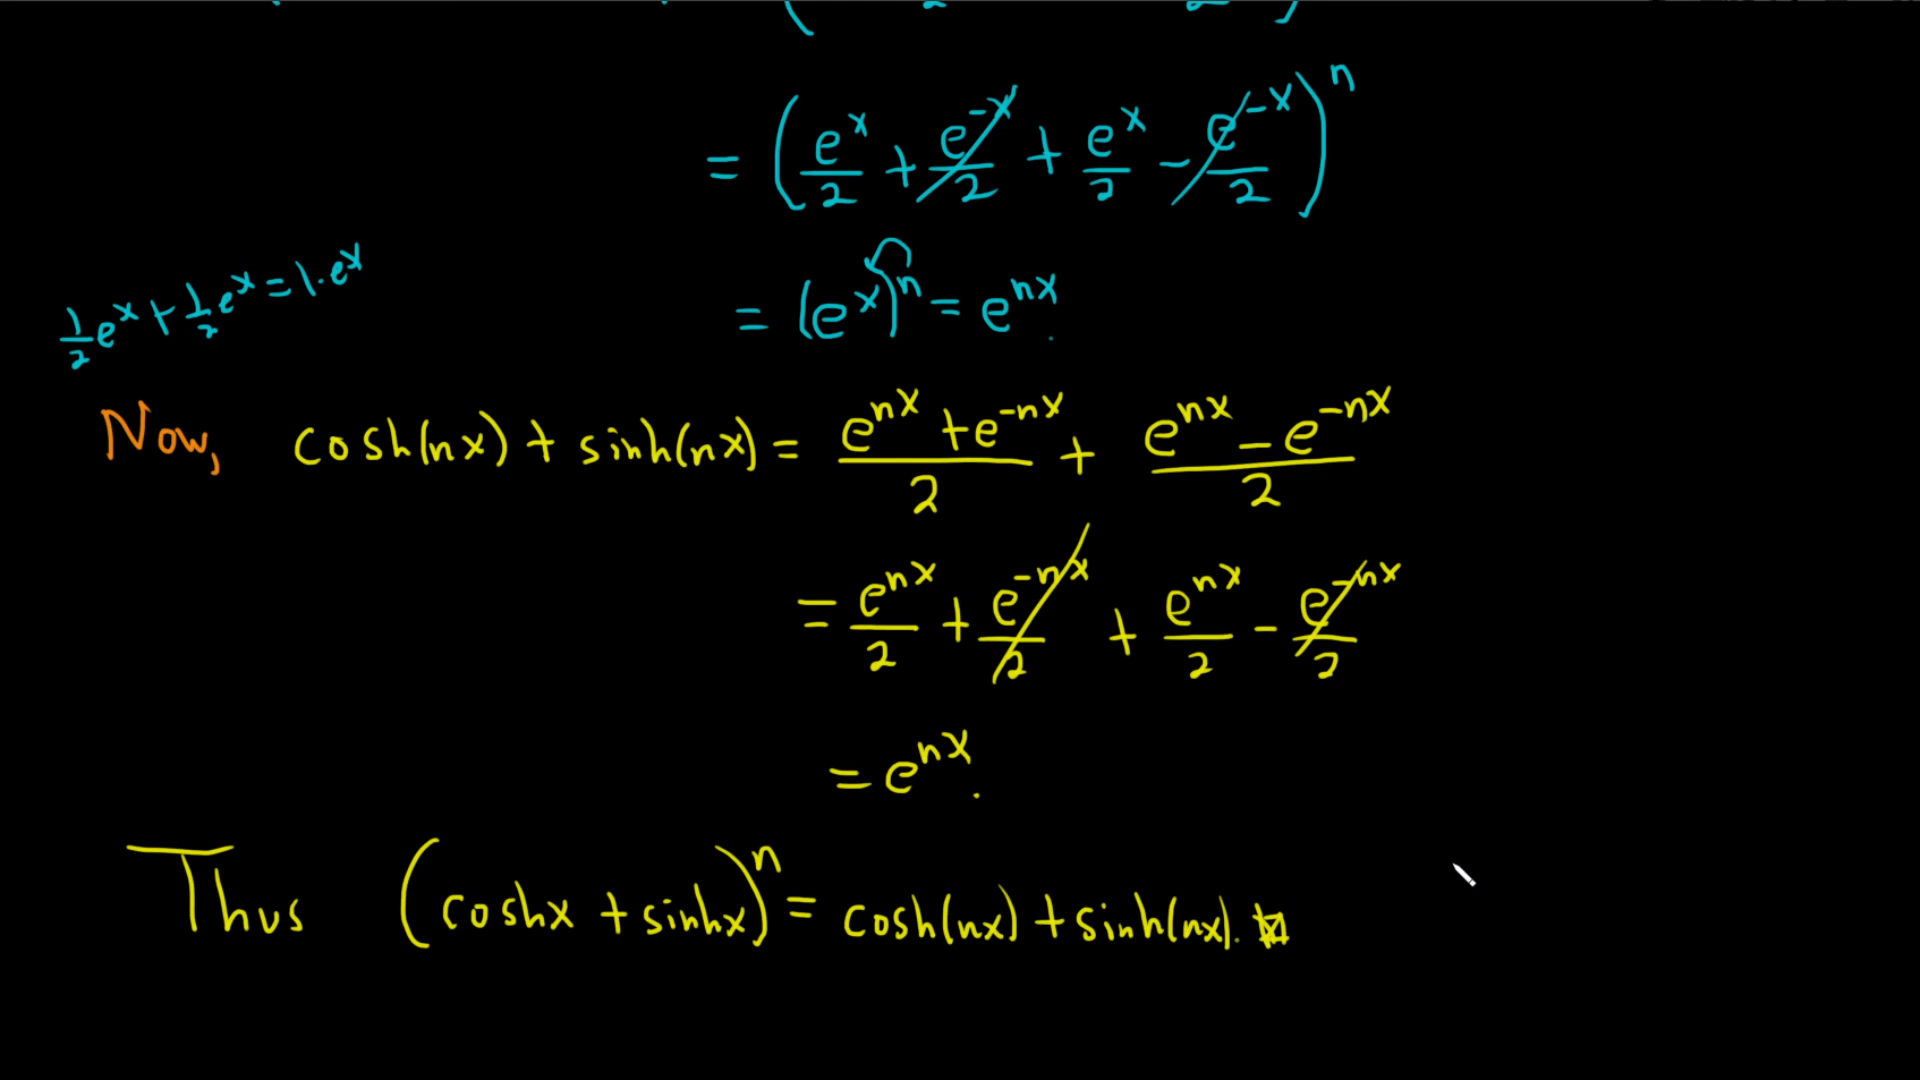 = (e^x/2 + e^-x/2 + e^x/2 - e^-x/2)^n
1/2 e^x + 1/2 e^x = 1·e^x
= (e^x)^n = e^nx.
Now, cosh(nx) + sinh(nx) = (e^nx + e^-nx)/2 + (e^nx - e^-nx)/2
= e^nx/2 + e^-nx/2 + e^nx/2 - e^-nx/2
= e^nx.
Thus (coshx + sinhx)^n = cosh(nx) + sinh(nx).